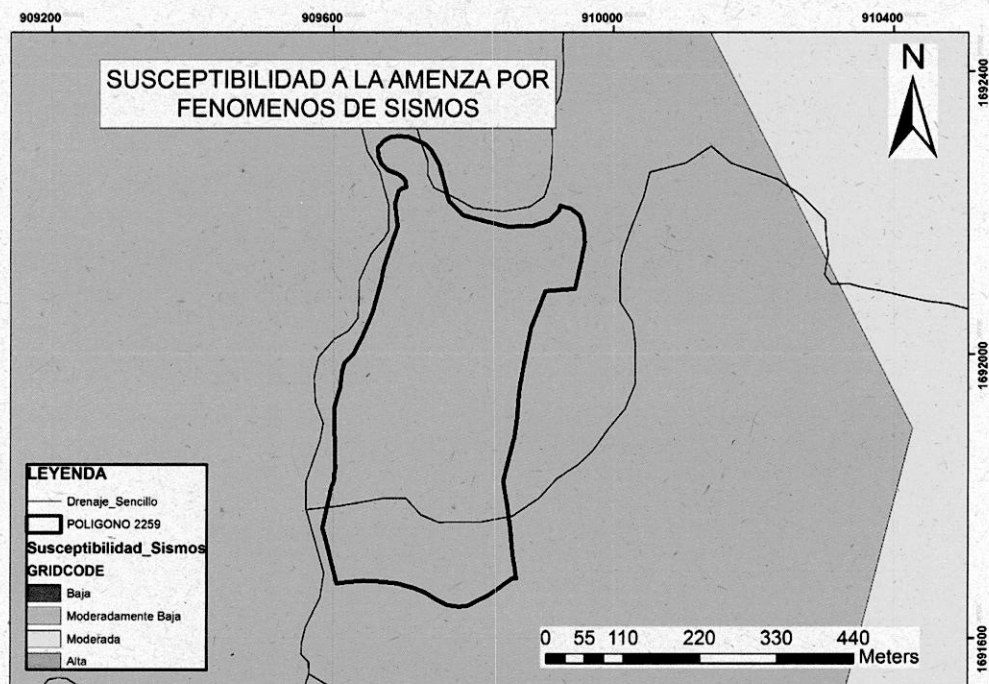 909200 909600 910000 910400
SUSCEPTIBILIDAD A LA AMENZA POR
FENOMENOS DE SISMOS
N
1692400
1692000
1691600
LEYENDA
Drenaje_Sencillo
POLIGONO 2259
Susceptibilidad_Sismos
GRIDCODE
Baja
Moderadamente Baja
Moderada
Alta
0 55 110 220 330 440
Meters